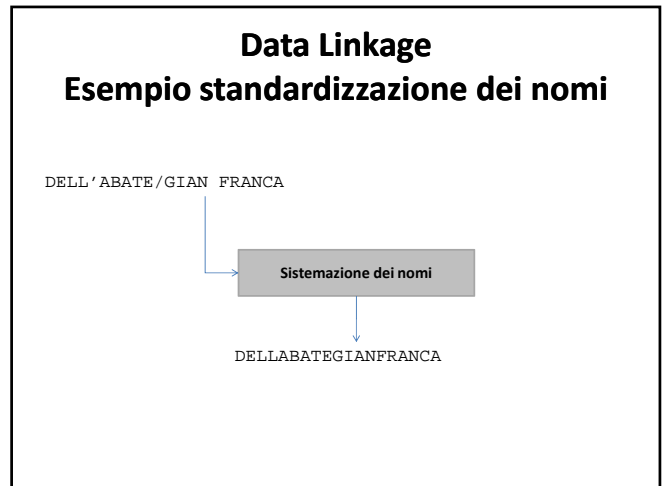 Data Linkage
Esempio standardizzazione dei nomi
DELL'ABATE/GIAN FRANCA
Sistemazione dei nomi
DELLABATEGIANFRANCA